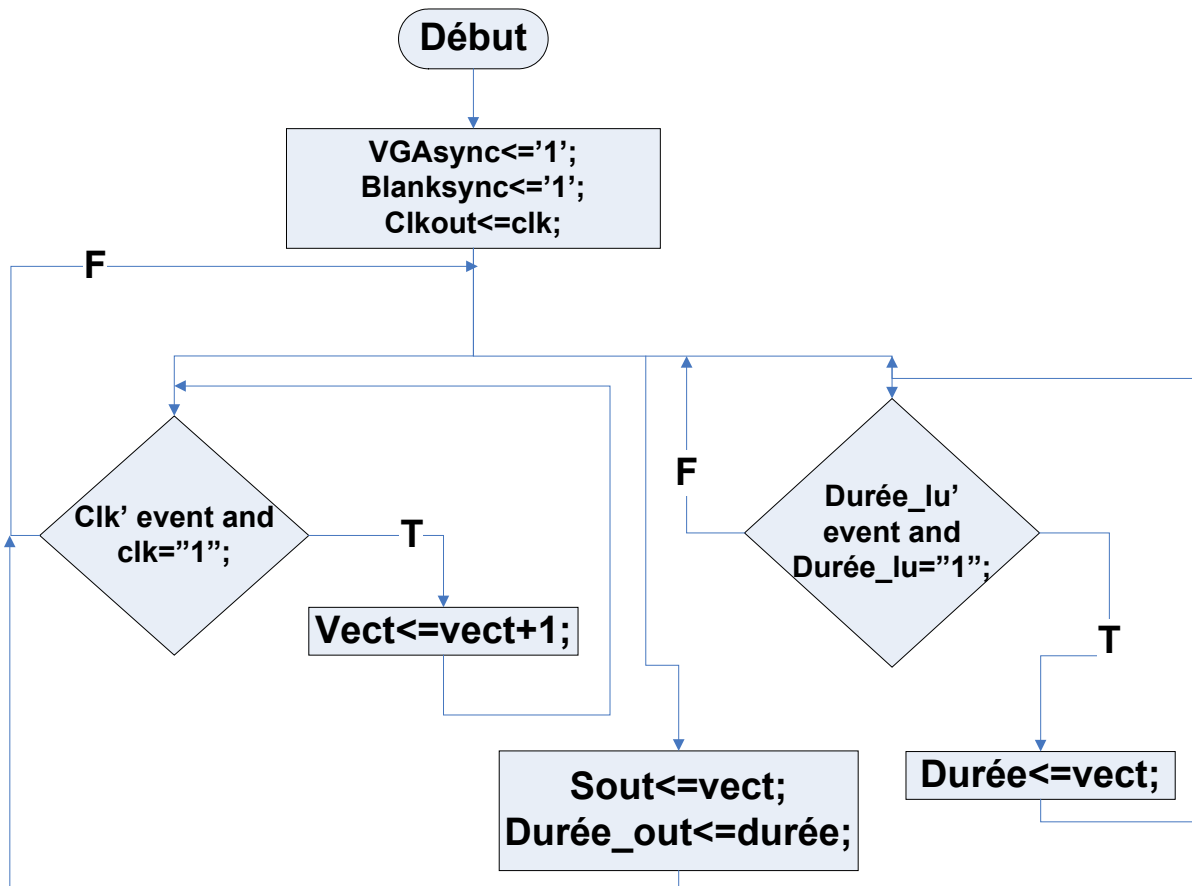 Début
VGAsync<=’1’;
Blanksync<=’1’;
Clkout<=clk;
F
Clk’ event and
clk=”1”;
T
Vect<=vect+1;
F
Durée_lu’
event and
Durée_lu=”1”;
T
Sout<=vect;
Durée_out<=durée;
Durée<=vect;